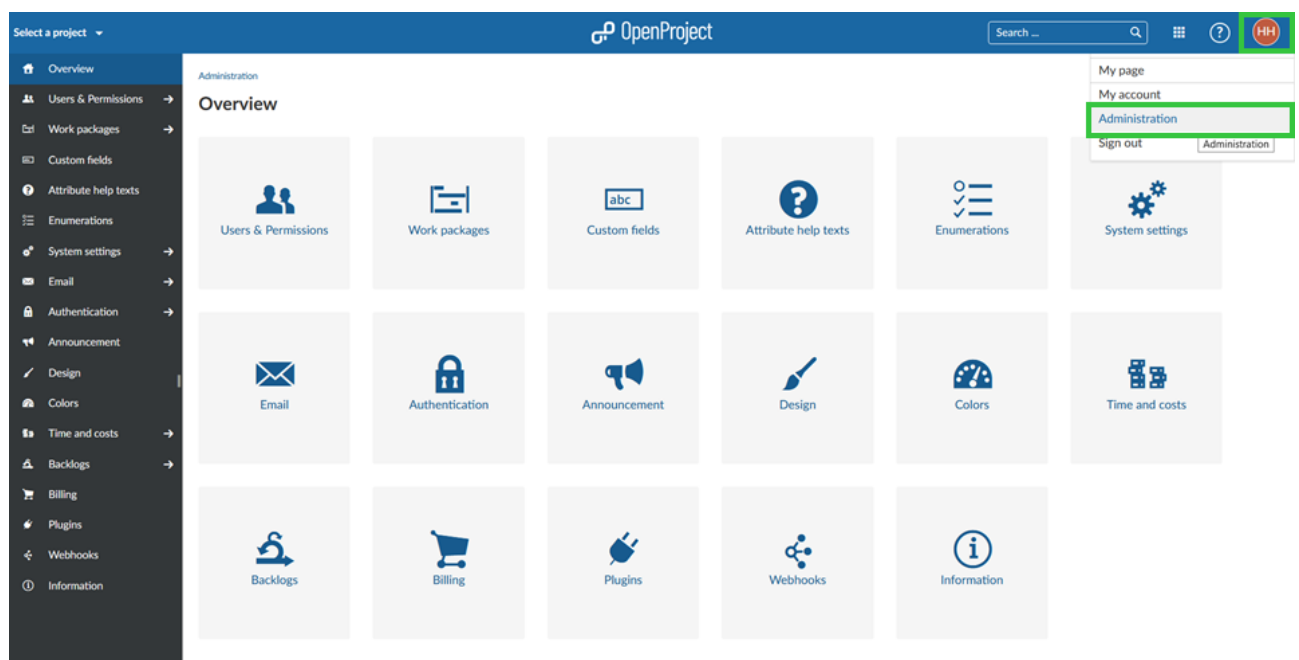 Select a project
OpenProject
Search ...
?
HH
My page
My account
Administration
Sign out
Administration
Overview
Users & Permissions
Work packages
Custom fields
Attribute help texts
Enumerations
System settings
Email
Authentication
Announcement
Design
Colors
Time and costs
Backlogs
Billing
Plugins
Webhooks
Information
Administration
Overview
Users & Permissions
Work packages
abc
Custom fields
?
Attribute help texts
Enumerations
System settings
Email
Authentication
Announcement
Design
Colors
Time and costs
Backlogs
Billing
Plugins
Webhooks
i
Information